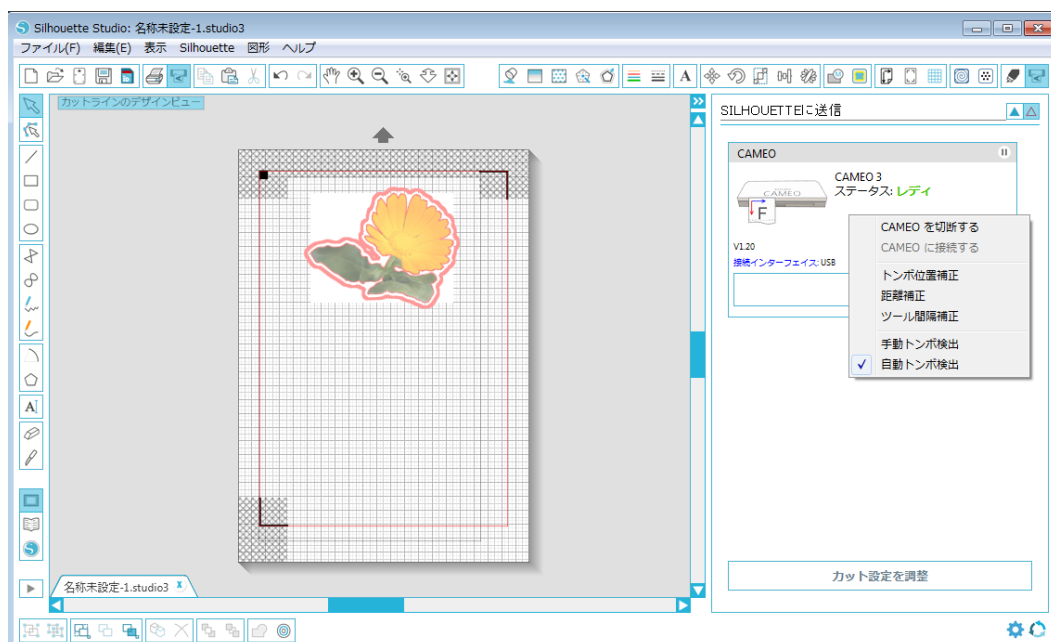 Silhouette Studio: 名称未設定-1.studio3
ファイル(F) 編集(E) 表示 Silhouette 図形 ヘルプ
カットラインのデザインビュー
SILHOUETTEに送信
CAMEO
CAMEO 3
ステータス: レディ
CAMEO
F
V1.20
接続インターフェイス: USB
CAMEO を切断する
CAMEO に接続する
トンボ位置補正
距離補正
ツール間隔補正
手動トンボ検出
自動トンボ検出
カット設定を調整
名称未設定-1.studio3